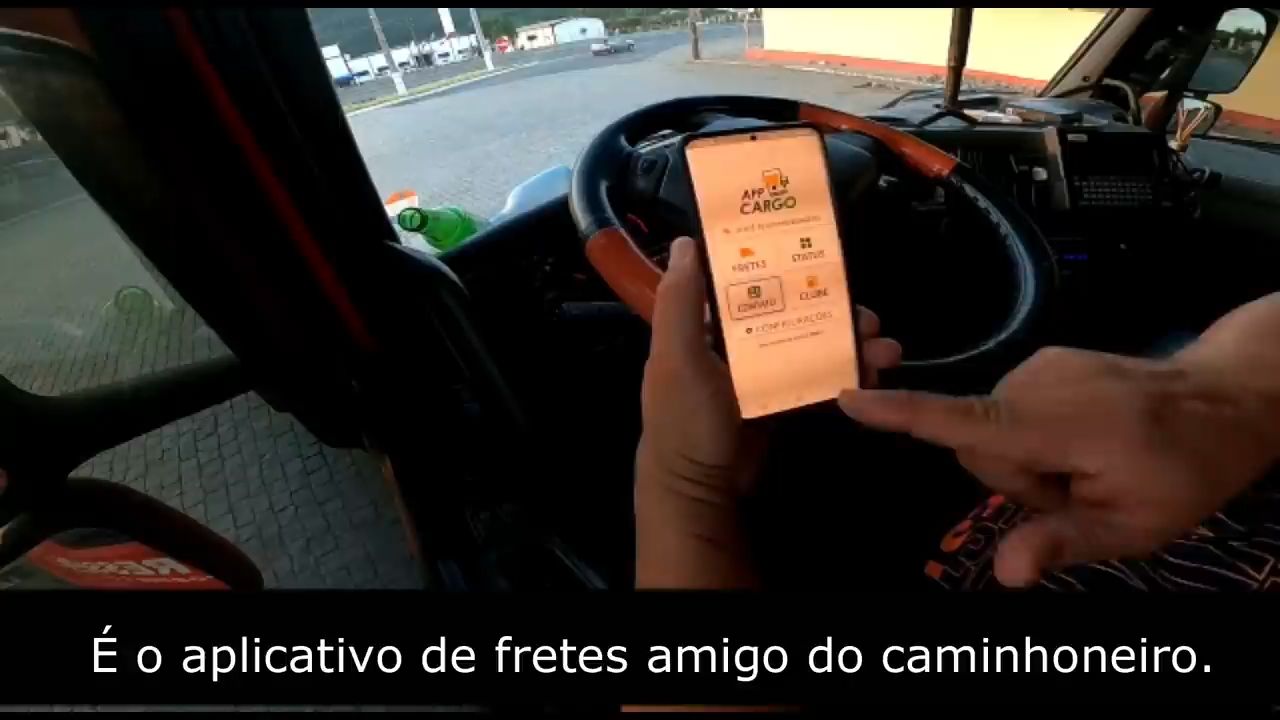 APP
CARGO
FRETES
STATUS
CONTATO
CLUBE
CONFIGURAÇÕES
É o aplicativo de fretes amigo do caminhoneiro.